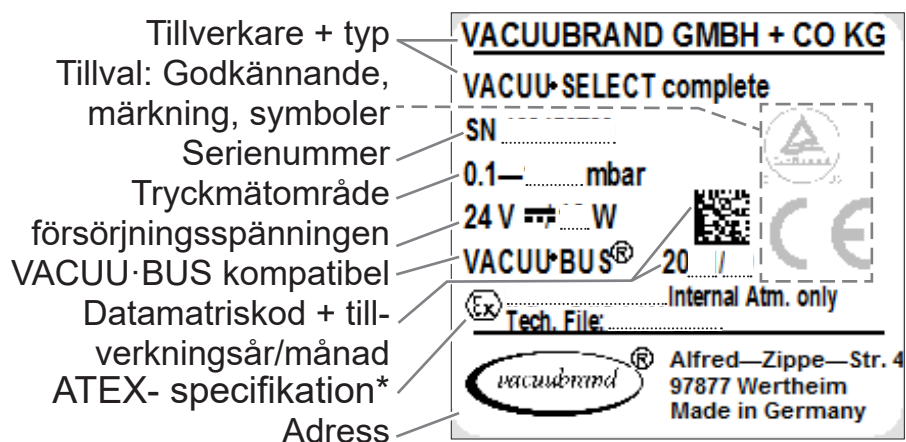 Tillverkare + typ
Tillval: Godkännande,
märkning, symboler
Serienummer
Tryckmätområde
försörjningsspänningen
VACUU·BUS kompatibel
Datamatriskod + till-
verkningsår/månad
ATEX- specifikation*
Adress
VACUUBRAND GMBH + CO KG
VACUU·SELECT complete
SN
0.1— mbar
24 V W
VACUU·BUS®
20 /
Ex Internal Atm. only
Tech. File:
vacuubrand ®
Alfred—Zippe—Str. 4
97877 Wertheim
Made in Germany
CE